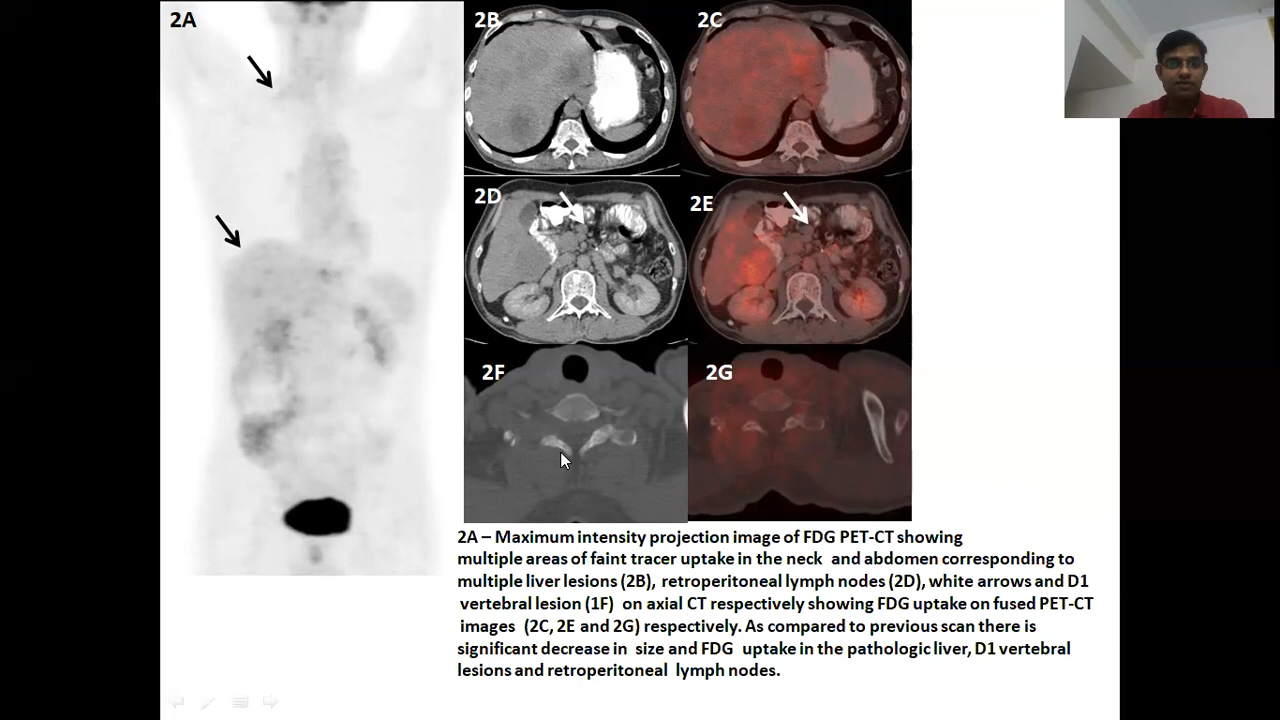 2A
2B
2C
2D
2E
2F
2G
2A – Maximum intensity projection image of FDG PET-CT showing
multiple areas of faint tracer uptake in the neck and abdomen corresponding to
multiple liver lesions (2B), retroperitoneal lymph nodes (2D), white arrows and D1
vertebral lesion (1F) on axial CT respectively showing FDG uptake on fused PET-CT
images (2C, 2E and 2G) respectively. As compared to previous scan there is
significant decrease in size and FDG uptake in the pathologic liver, D1 vertebral
lesions and retroperitoneal lymph nodes.